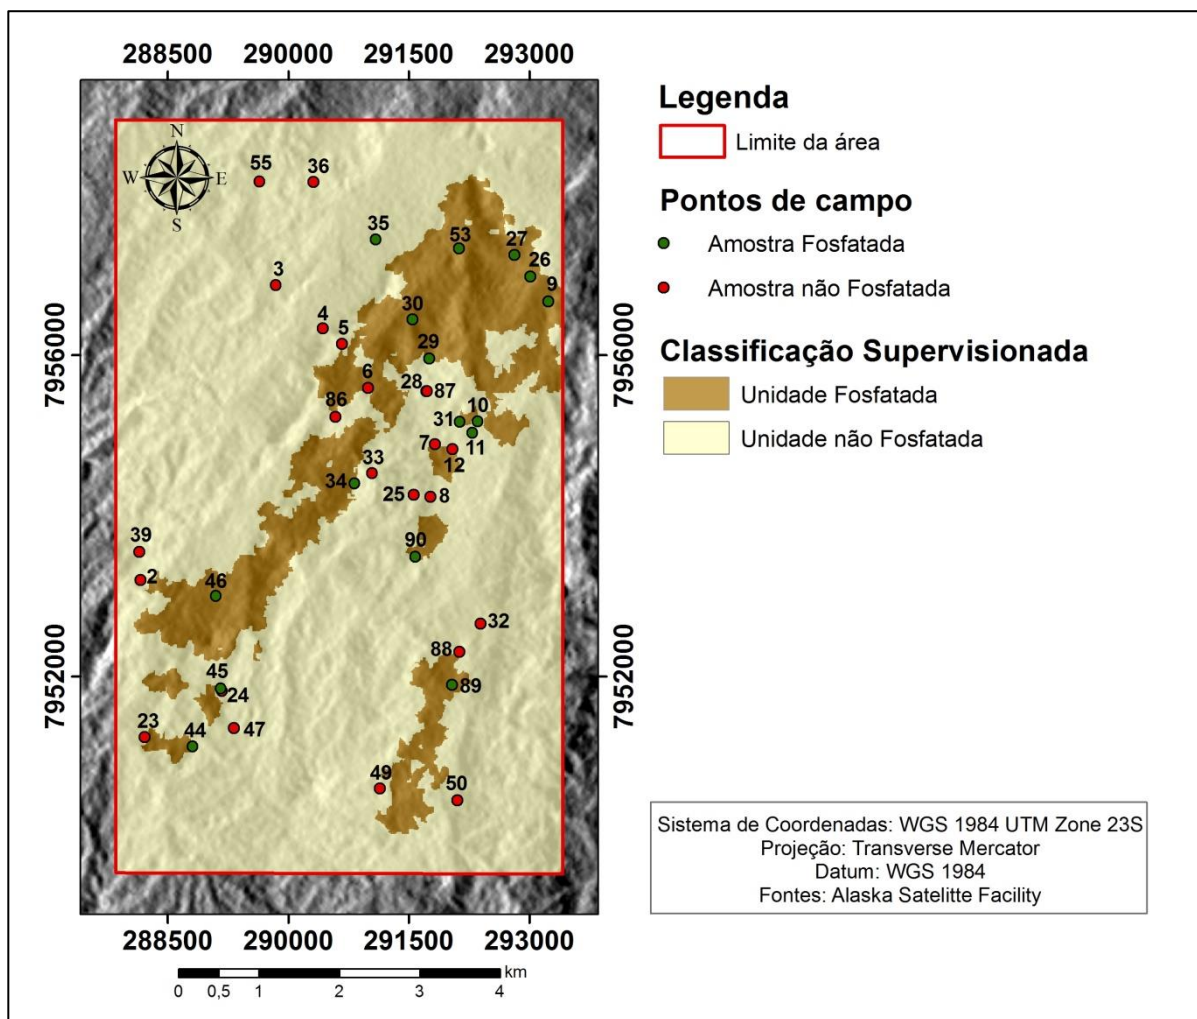 288500 290000 291500 293000
N
W E
S
55 36
35
53 27
26
3 9
30
4
5
29
6
28 87
86
31 10
7 11
12
33
34
25 8
90
39
2
46
32
88
45
24 89
23 44 47
49 50
7956000
7952000
7956000
7952000
288500 290000 291500 293000
km
0 0,5 1 2 3 4
Legenda
Limite da área
Pontos de campo
Amostra Fosfatada
Amostra não Fosfatada
Classificação Supervisionada
Unidade Fosfatada
Unidade não Fosfatada
Sistema de Coordenadas: WGS 1984 UTM Zone 23S
Projeção: Transverse Mercator
Datum: WGS 1984
Fontes: Alaska Satelitte Facility